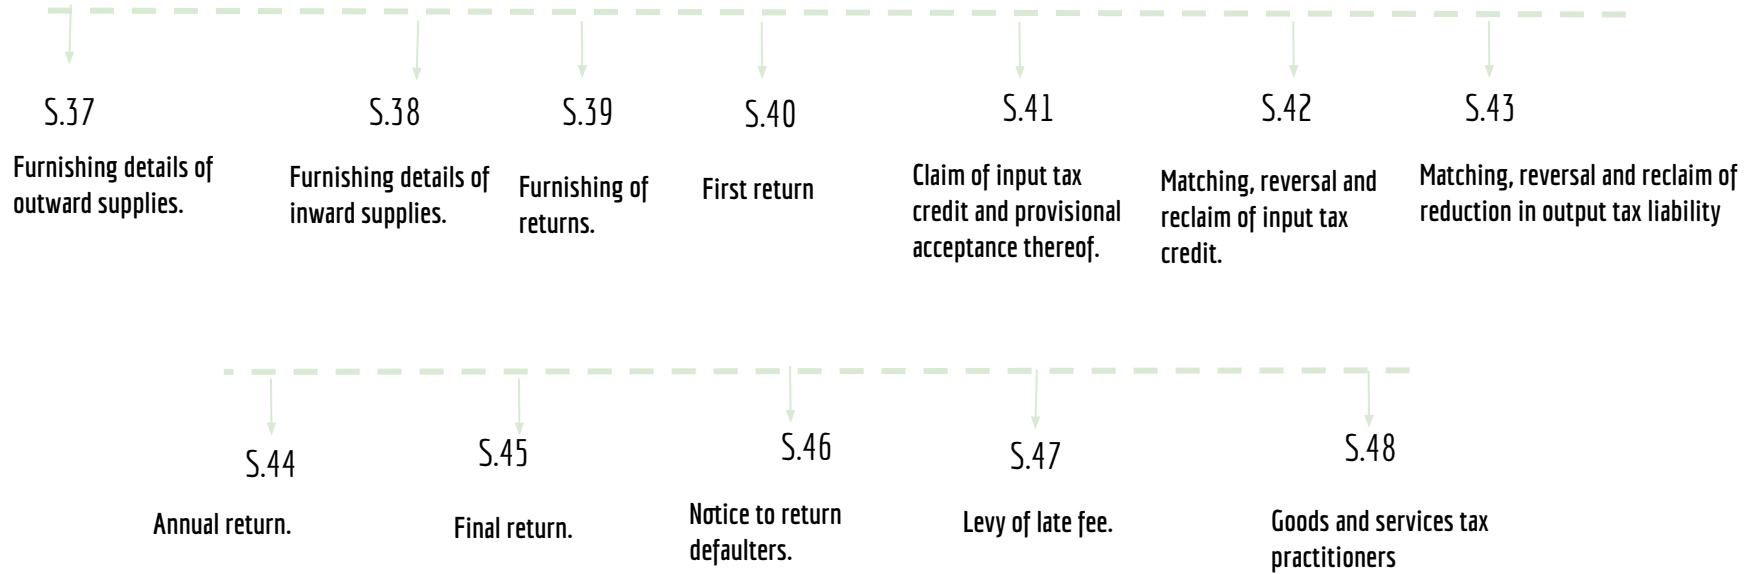 S.37
Furnishing details of
outward supplies.
S.38
Furnishing details of
inward supplies.
S.39
Furnishing of
returns.
S.40
First return
S.41
Claim of input tax
credit and provisional
acceptance thereof.
S.42
Matching, reversal and
reclaim of input tax
credit.
S.43
Matching, reversal and reclaim of
reduction in output tax liability
S.44
Annual return.
S.45
Final return.
S.46
Notice to return
defaulters.
S.47
Levy of late fee.
S.48
Goods and services tax
practitioners